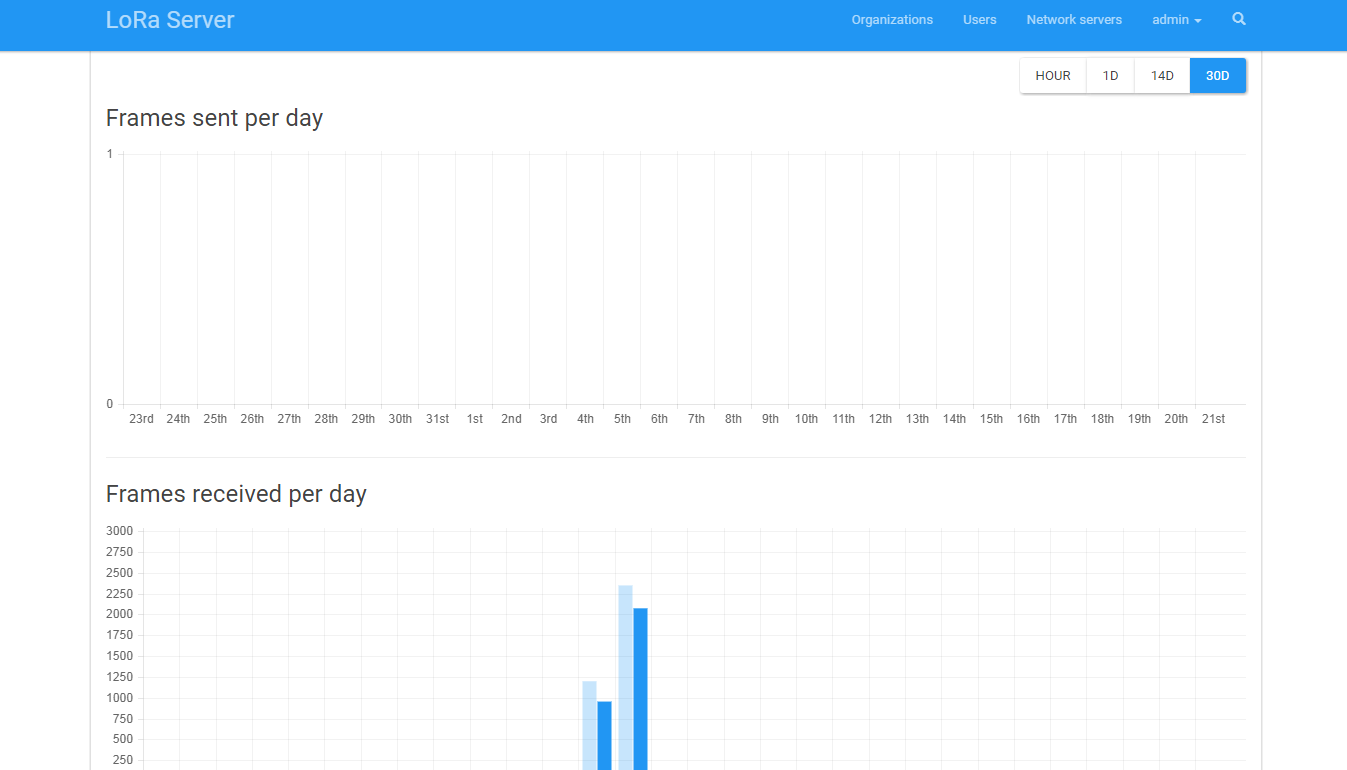 LoRa Server Organizations Users Network servers admin
HOUR 1D 14D 30D
Frames sent per day
1
0
23rd 24th 25th 26th 27th 28th 29th 30th 31st 1st 2nd 3rd 4th 5th 6th 7th 8th 9th 10th 11th 12th 13th 14th 15th 16th 17th 18th 19th 20th 21st
Frames received per day
3000
2750
2500
2250
2000
1750
1500
1250
1000
750
500
250